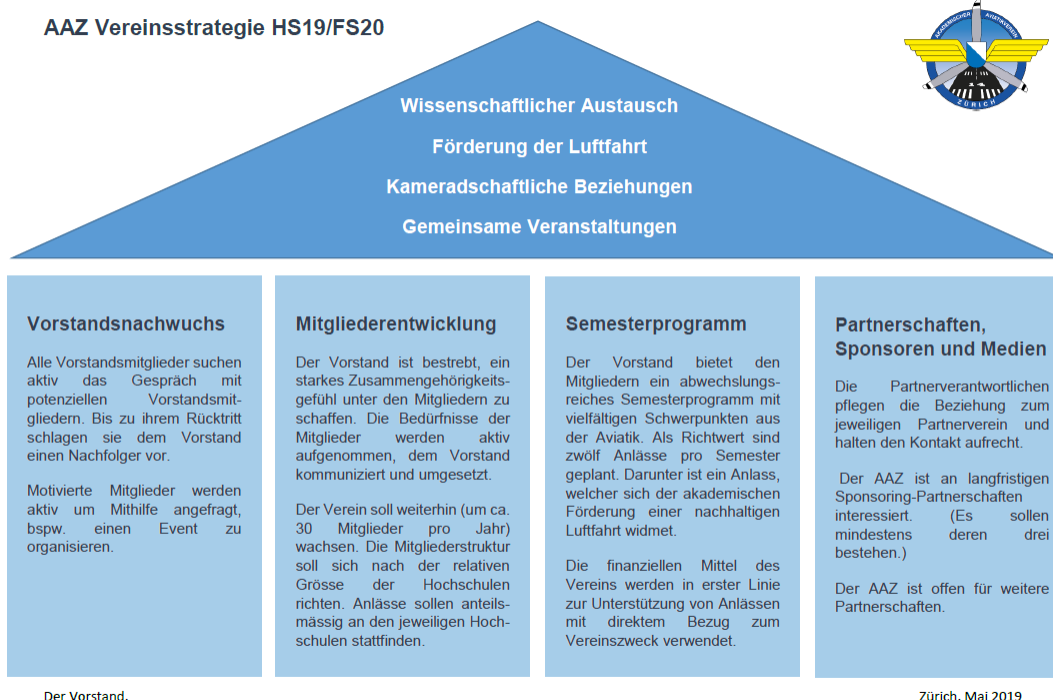 AAZ Vereinsstrategie HS19/FS20
AKADEMISCHER AVIATIKVEREIN
ZÜRICH
Wissenschaftlicher Austausch
Förderung der Luftfahrt
Kameradschaftliche Beziehungen
Gemeinsame Veranstaltungen
Vorstandsnachwuchs
Alle Vorstandsmitglieder suchen
aktiv das Gespräch mit
potenziellen Vorstandsmit-
gliedern. Bis zu ihrem Rücktritt
schlagen sie dem Vorstand
einen Nachfolger vor.
Motivierte Mitglieder werden
aktiv um Mithilfe angefragt,
bspw. einen Event zu
organisieren.
Mitgliederentwicklung
Der Vorstand ist bestrebt, ein
starkes Zusammengehörigkeits-
gefühl unter den Mitgliedern zu
schaffen. Die Bedürfnisse der
Mitglieder werden aktiv
aufgenommen, dem Vorstand
kommuniziert und umgesetzt.
Der Verein soll weiterhin (um ca.
30 Mitglieder pro Jahr)
wachsen. Die Mitgliederstruktur
soll sich nach der relativen
Grösse der Hochschulen
richten. Anlässe sollen anteils-
mässig an den jeweiligen Hoch-
schulen stattfinden.
Semesterprogramm
Der Vorstand bietet den
Mitgliedern ein abwechslungs-
reiches Semesterprogramm mit
vielfältigen Schwerpunkten aus
der Aviatik. Als Richtwert sind
zwölf Anlässe pro Semester
geplant. Darunter ist ein Anlass,
welcher sich der akademischen
Förderung einer nachhaltigen
Luftfahrt widmet.
Die finanziellen Mittel des
Vereins werden in erster Linie
zur Unterstützung von Anlässen
mit direktem Bezug zum
Vereinszweck verwendet.
Partnerschaften,
Sponsoren und Medien
Die Partnerverantwortlichen
pflegen die Beziehung zum
jeweiligen Partnerverein und
halten den Kontakt aufrecht.
Der AAZ ist an langfristigen
Sponsoring-Partnerschaften
interessiert. (Es sollen
mindestens deren drei
bestehen.)
Der AAZ ist offen für weitere
Partnerschaften.
Der Vorstand,
Zürich, Mai 2019